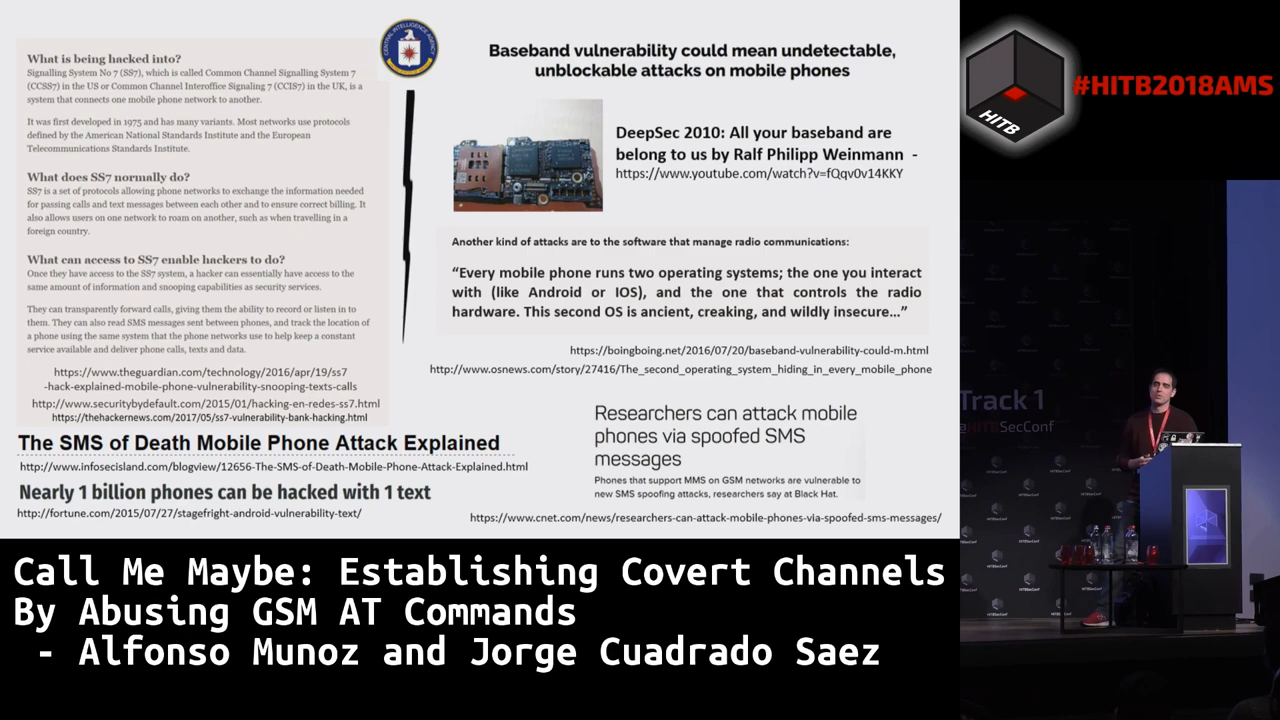 What is being hacked into?
Signalling System No 7 (SS7), which is called Common Channel Signalling System 7
(CCSS7) in the US or Common Channel Interoffice Signaling 7 (CCIS7) in the UK, is a
system that connects one mobile phone network to another.
It was first developed in 1975 and has many variants. Most networks use protocols
defined by the American National Standards Institute and the European
Telecommunications Standards Institute.
What does SS7 normally do?
SS7 is a set of protocols allowing phone networks to exchange the information needed
for passing calls and text messages between each other and to ensure correct billing. It
also allows users on one network to roam on another, such as when travelling in a
foreign country.
What can access to SS7 enable hackers to do?
Once they have access to the SS7 system, a hacker can essentially have access to the
same amount of information and snooping capabilities as security services.
They can transparently forward calls, giving them the ability to record or listen in to
them. They can also read SMS messages sent between phones, and track the location of
a phone using the same system that the phone networks use to help keep a constant
service available and deliver phone calls, texts and data.
https://www.theguardian.com/technology/2016/apr/19/ss7
-hack-explained-mobile-phone-vulnerability-snooping-texts-calls
http://www.securitybydefault.com/2015/01/hacking-en-redes-ss7.html
https://thehackernews.com/2017/05/ss7-vulnerability-bank-hacking.html
The SMS of Death Mobile Phone Attack Explained
http://www.infosecisland.com/blogview/12656-The-SMS-of-Death-Mobile-Phone-Attack-Explained.html
Nearly 1 billion phones can be hacked with 1 text
http://fortune.com/2015/07/27/stagefright-android-vulnerability-text/
CENTRAL INTELLIGENCE AGENCY
Baseband vulnerability could mean undetectable,
unblockable attacks on mobile phones
DeepSec 2010: All your baseband are
belong to us by Ralf Philipp Weinmann -
https://www.youtube.com/watch?v=fQqv0v14KKY
Another kind of attacks are to the software that manage radio communications:
“Every mobile phone runs two operating systems; the one you interact
with (like Android or IOS), and the one that controls the radio
hardware. This second OS is ancient, creaking, and wildly insecure...”
https://boingboing.net/2016/07/20/baseband-vulnerability-could-m.html
http://www.osnews.com/story/27416/The_second_operating_system_hiding_in_every_mobile_phone
Researchers can attack mobile
phones via spoofed SMS
messages
Phones that support MMS on GSM networks are vulnerable to
new SMS spoofing attacks, researchers say at Black Hat.
https://www.cnet.com/news/researchers-can-attack-mobile-phones-via-spoofed-sms-messages/
HITB
#HITB2018AMS
Track 1
SecConf
Call Me Maybe: Establishing Covert Channels
By Abusing GSM AT Commands
- Alfonso Munoz and Jorge Cuadrado Saez